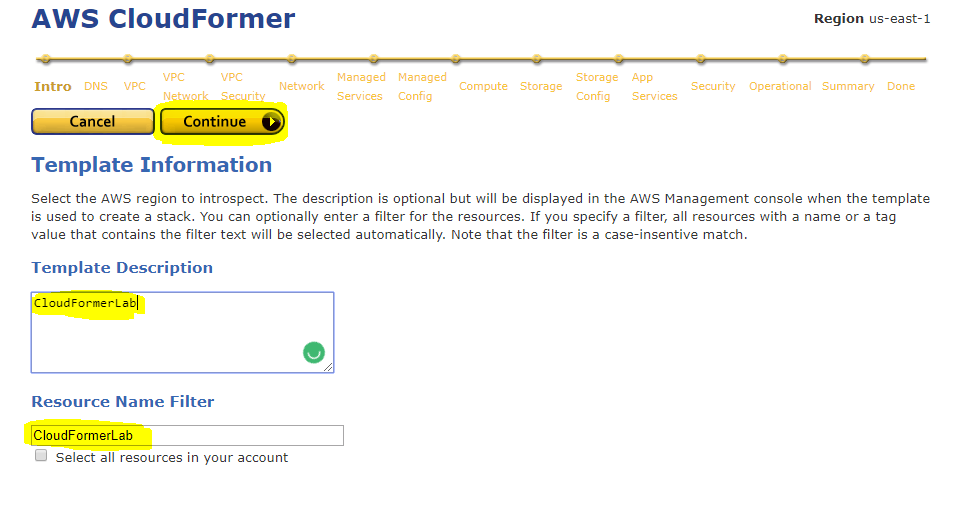 AWS CloudFormer
Region us-east-1
Intro DNS VPC VPC Network VPC Security Network Managed Services Managed Config Compute Storage Storage Config App Services Security Operational Summary Done
Cancel Continue
Template Information
Select the AWS region to introspect. The description is optional but will be displayed in the AWS Management console when the template
is used to create a stack. You can optionally enter a filter for the resources. If you specify a filter, all resources with a name or a tag
value that contains the filter text will be selected automatically. Note that the filter is a case-insentive match.
Template Description
CloudFormerLab
Resource Name Filter
CloudFormerLab
Select all resources in your account